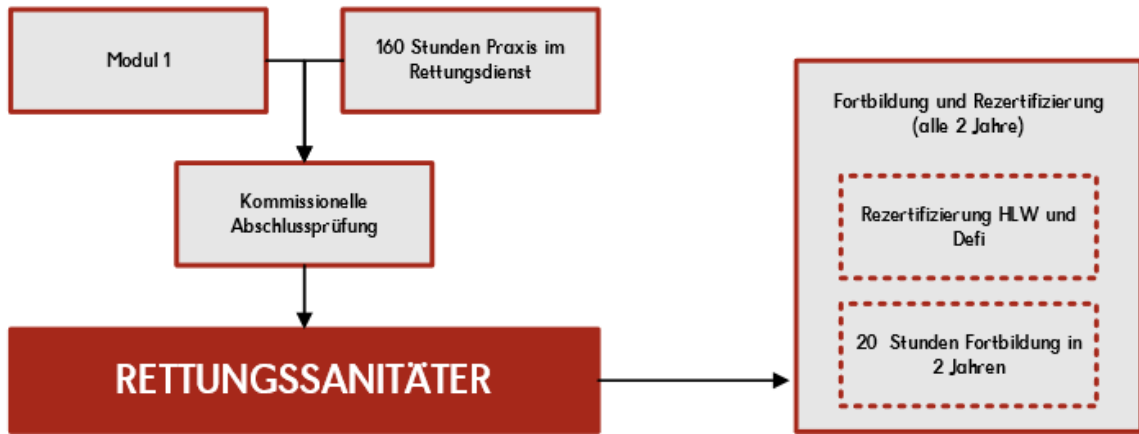 Modul 1
160 Stunden Praxis im
Rettungsdienst
Kommissionelle
Abschlussprüfung
RETTUNGSSANITÄTER
Fortbildung und Rezertifizierung
(alle 2 Jahre)
Rezertifizierung HLW und
Defi
20 Stunden Fortbildung in
2 Jahren